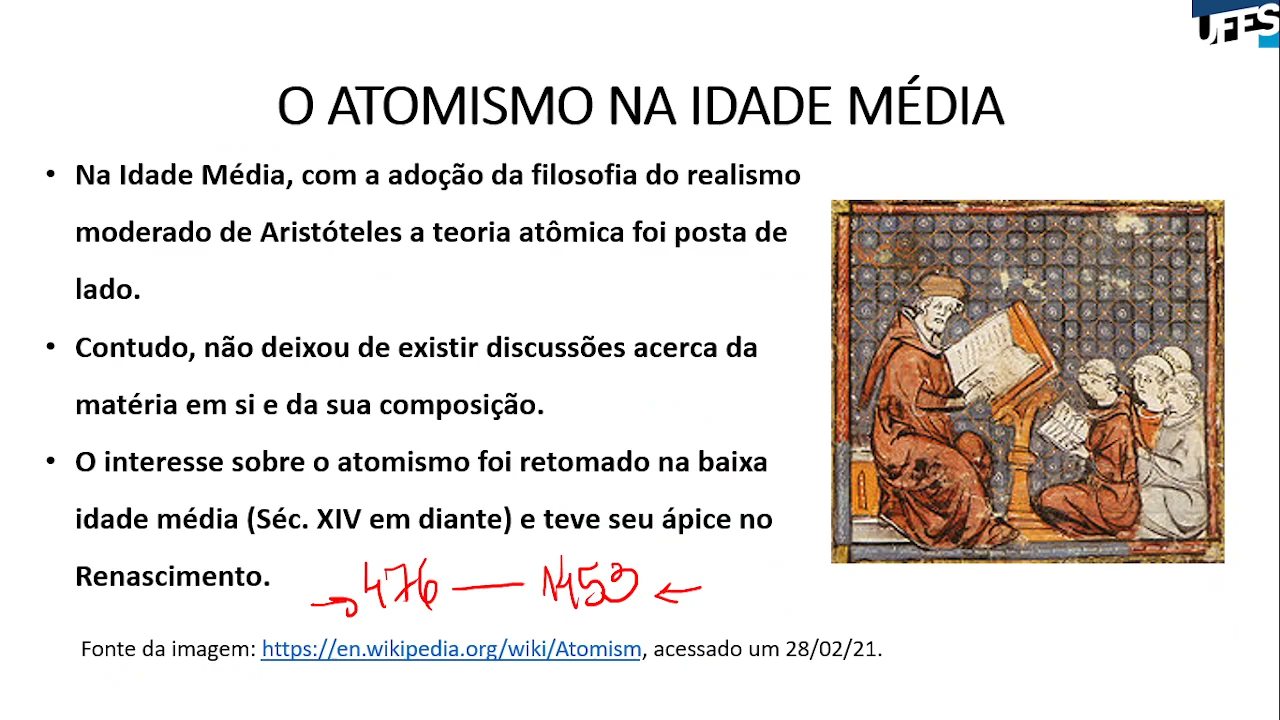 UFES
O ATOMISMO NA IDADE MÉDIA
• Na Idade Média, com a adoção da filosofia do realismo
moderado de Aristóteles a teoria atômica foi posta de
lado.
• Contudo, não deixou de existir discussões acerca da
matéria em si e da sua composição.
• O interesse sobre o atomismo foi retomado na baixa
idade média (Séc. XIV em diante) e teve seu ápice no
Renascimento.
→ 476 — 1453 ←
Fonte da imagem: https://en.wikipedia.org/wiki/Atomism, acessado um 28/02/21.